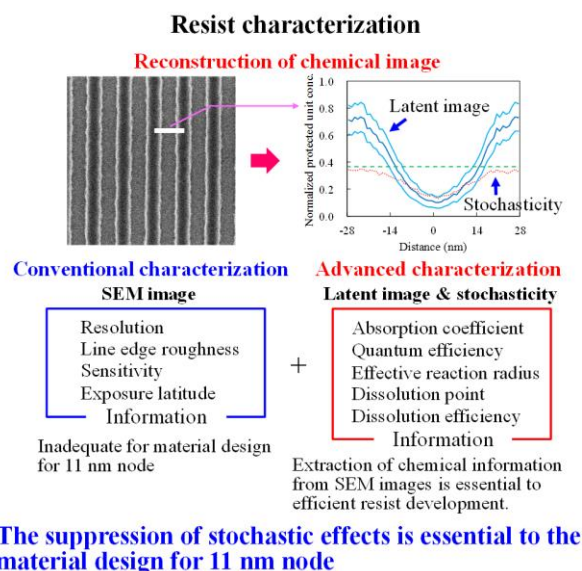 Resist characterization
Reconstruction of chemical image
Normalized protected unit conc.
1.0
0.8
0.6
0.4
0.2
0.0
Latent image
Stochasticity
-28
-14
0
14
28
Distance (nm)
Conventional characterization
SEM image
Resolution
Line edge roughness
Sensitivity
Exposure latitude
Information
Inadequate for material design
for 11 nm node
+
Advanced characterization
Latent image & stochasticity
Absorption coefficient
Quantum efficiency
Effective reaction radius
Dissolution point
Dissolution efficiency
Information
Extraction of chemical information
from SEM images is essential to
efficient resist development.
The suppression of stochastic effects is essential to the
material design for 11 nm node